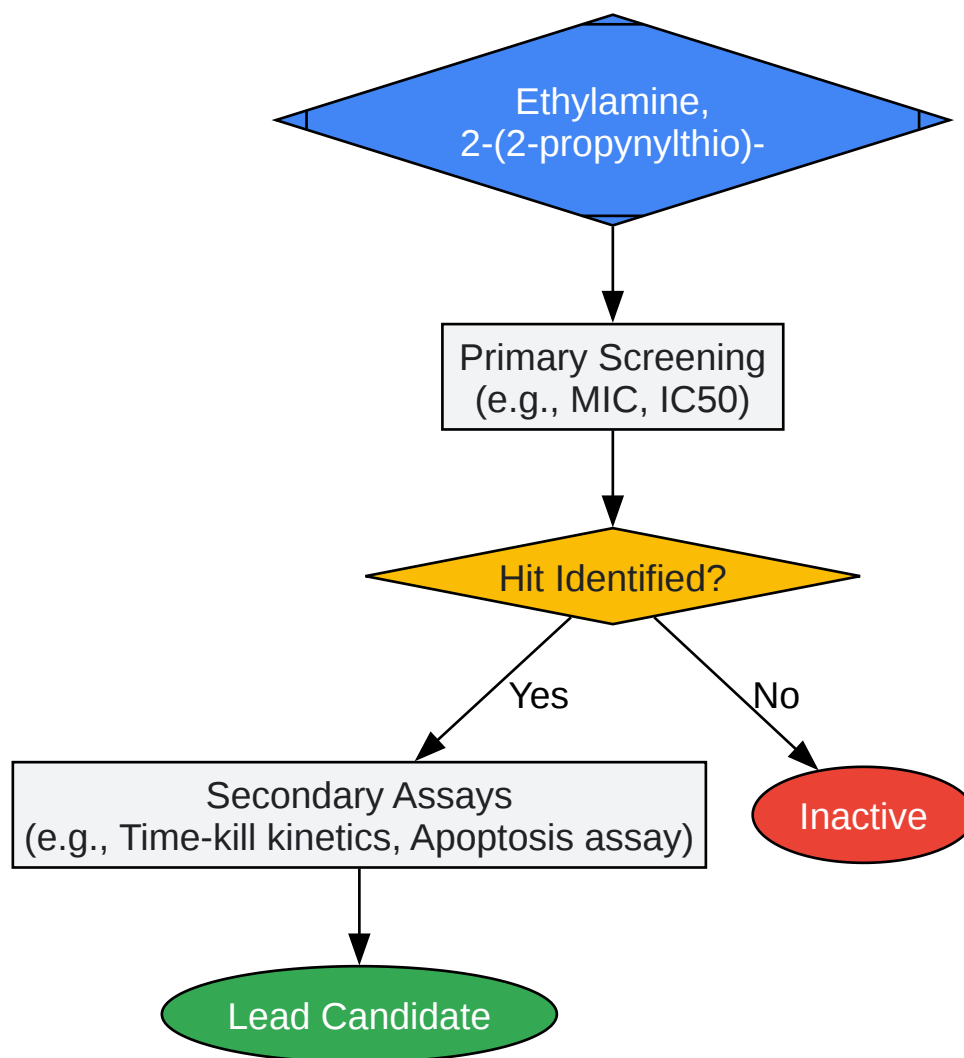 Ethylamine,
2-(2-propynylthio)-
Primary Screening
(e.g., MIC, IC50)
Hit Identified?
Yes
No
Secondary Assays
(e.g., Time-kill kinetics, Apoptosis assay)
Inactive
Lead Candidate